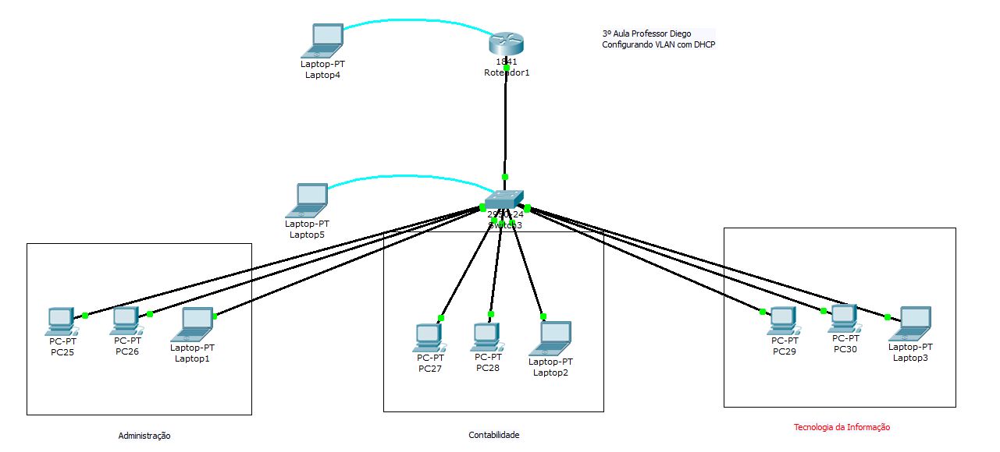 3º Aula Professor Diego
Configurando VLAN com DHCP
Laptop-PT
Laptop4
1841
Roteador1
Laptop-PT
Laptop5
2950-24
Switch3
PC-PT
PC25
PC-PT
PC26
Laptop-PT
Laptop1
PC-PT
PC27
PC-PT
PC28
Laptop-PT
Laptop2
PC-PT
PC29
PC-PT
PC30
Laptop-PT
Laptop3
Administração
Contabilidade
Tecnologia da Informação